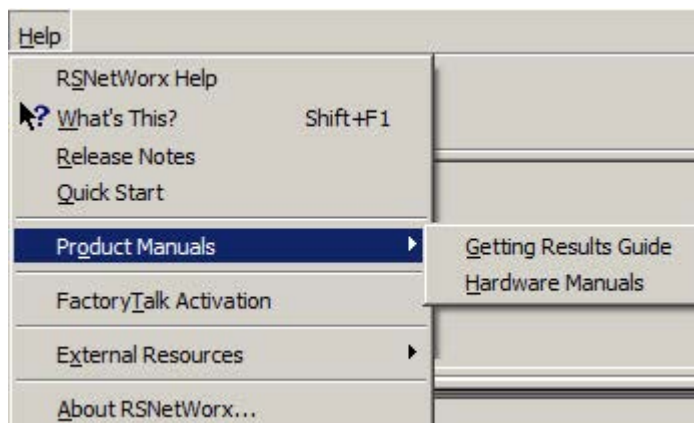 Help
RSNetWorx Help
What's This? Shift+F1
Release Notes
Quick Start
Product Manuals
Getting Results Guide
Hardware Manuals
FactoryTalk Activation
External Resources
About RSNetWorx...